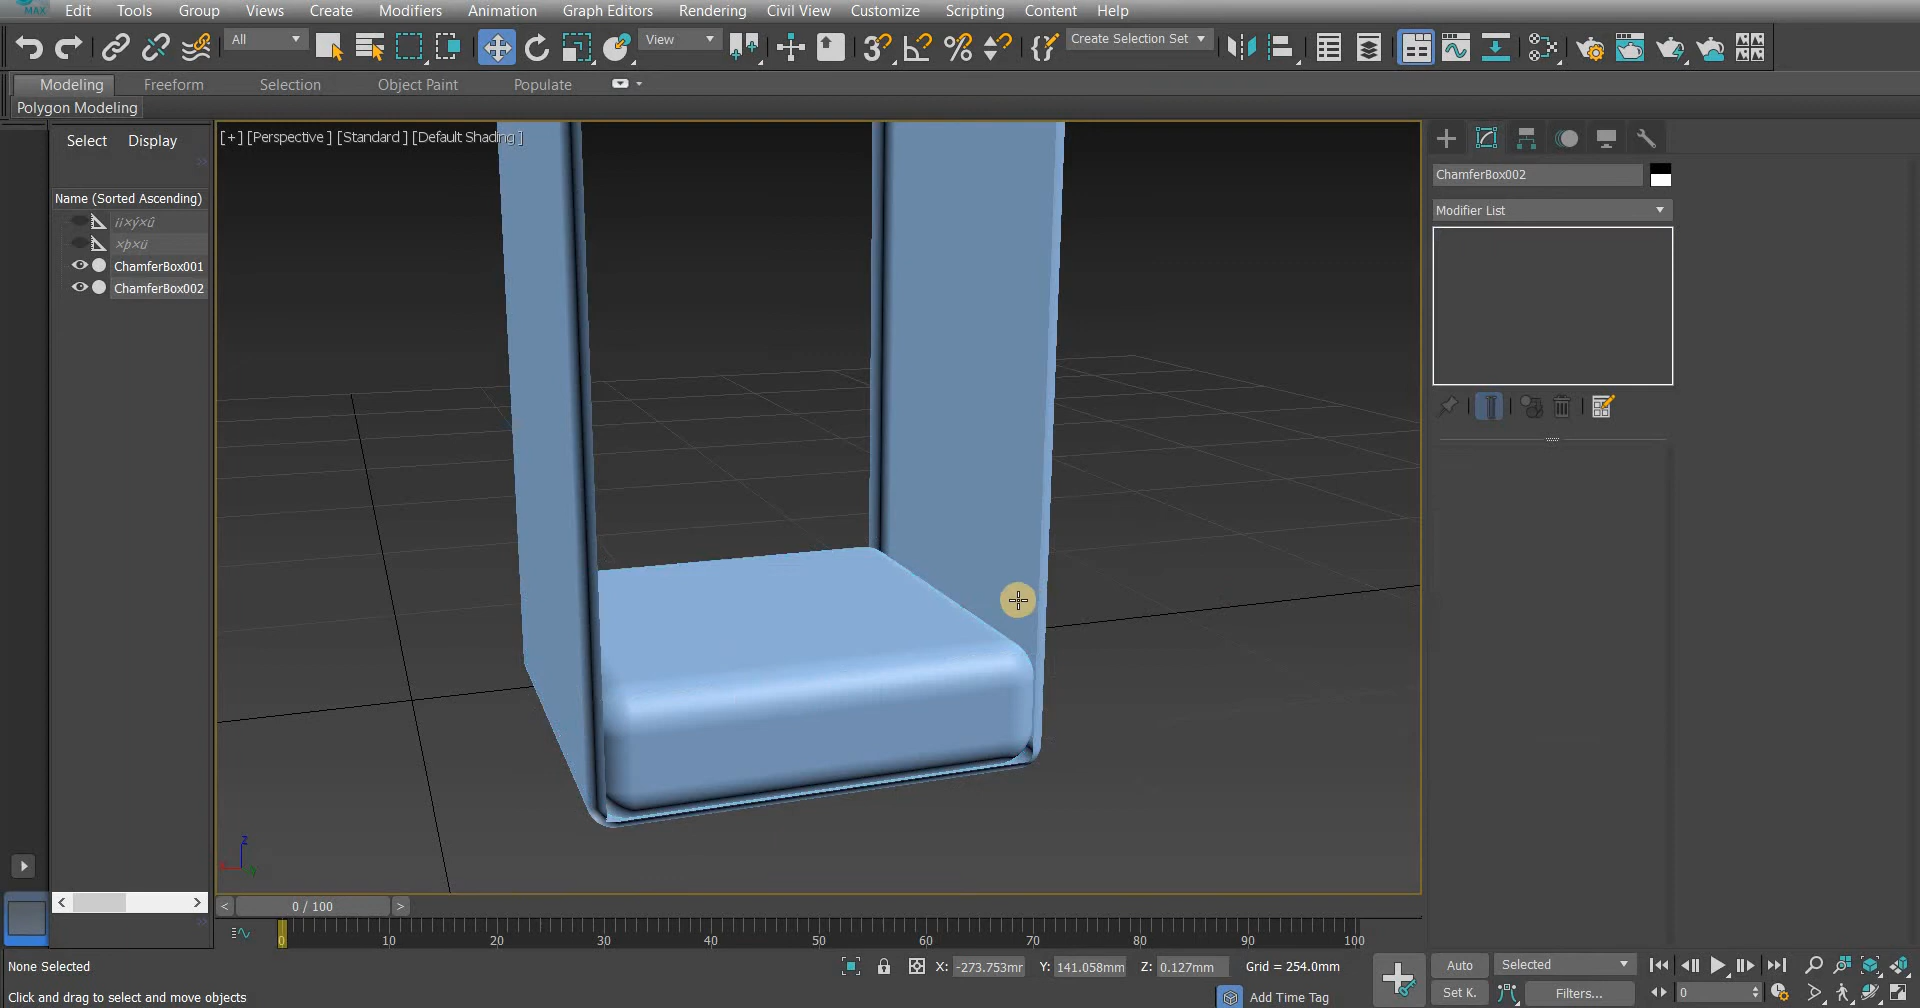 MAX
Edit Tools Group Views Create Modifiers Animation Graph Editors Rendering Civil View Customize Scripting Content Help
All
View
3
%
Create Selection Set
Modeling Freeform Selection Object Paint Populate
Polygon Modeling
Select Display
[+] [Perspective ] [Standard ] [Default Shading ]
ChamferBox002
Name (Sorted Ascending)
Modifier List
ChamferBox001
ChamferBox002
z
0 / 100
0 10 20 30 40 50 60 70 80 90 100
None Selected
X: -273.753mr Y: 141.058mm Z: 0.127mm Grid = 254.0mm
Auto Selected
Click and drag to select and move objects
Add Time Tag
Set K. Filters... 0